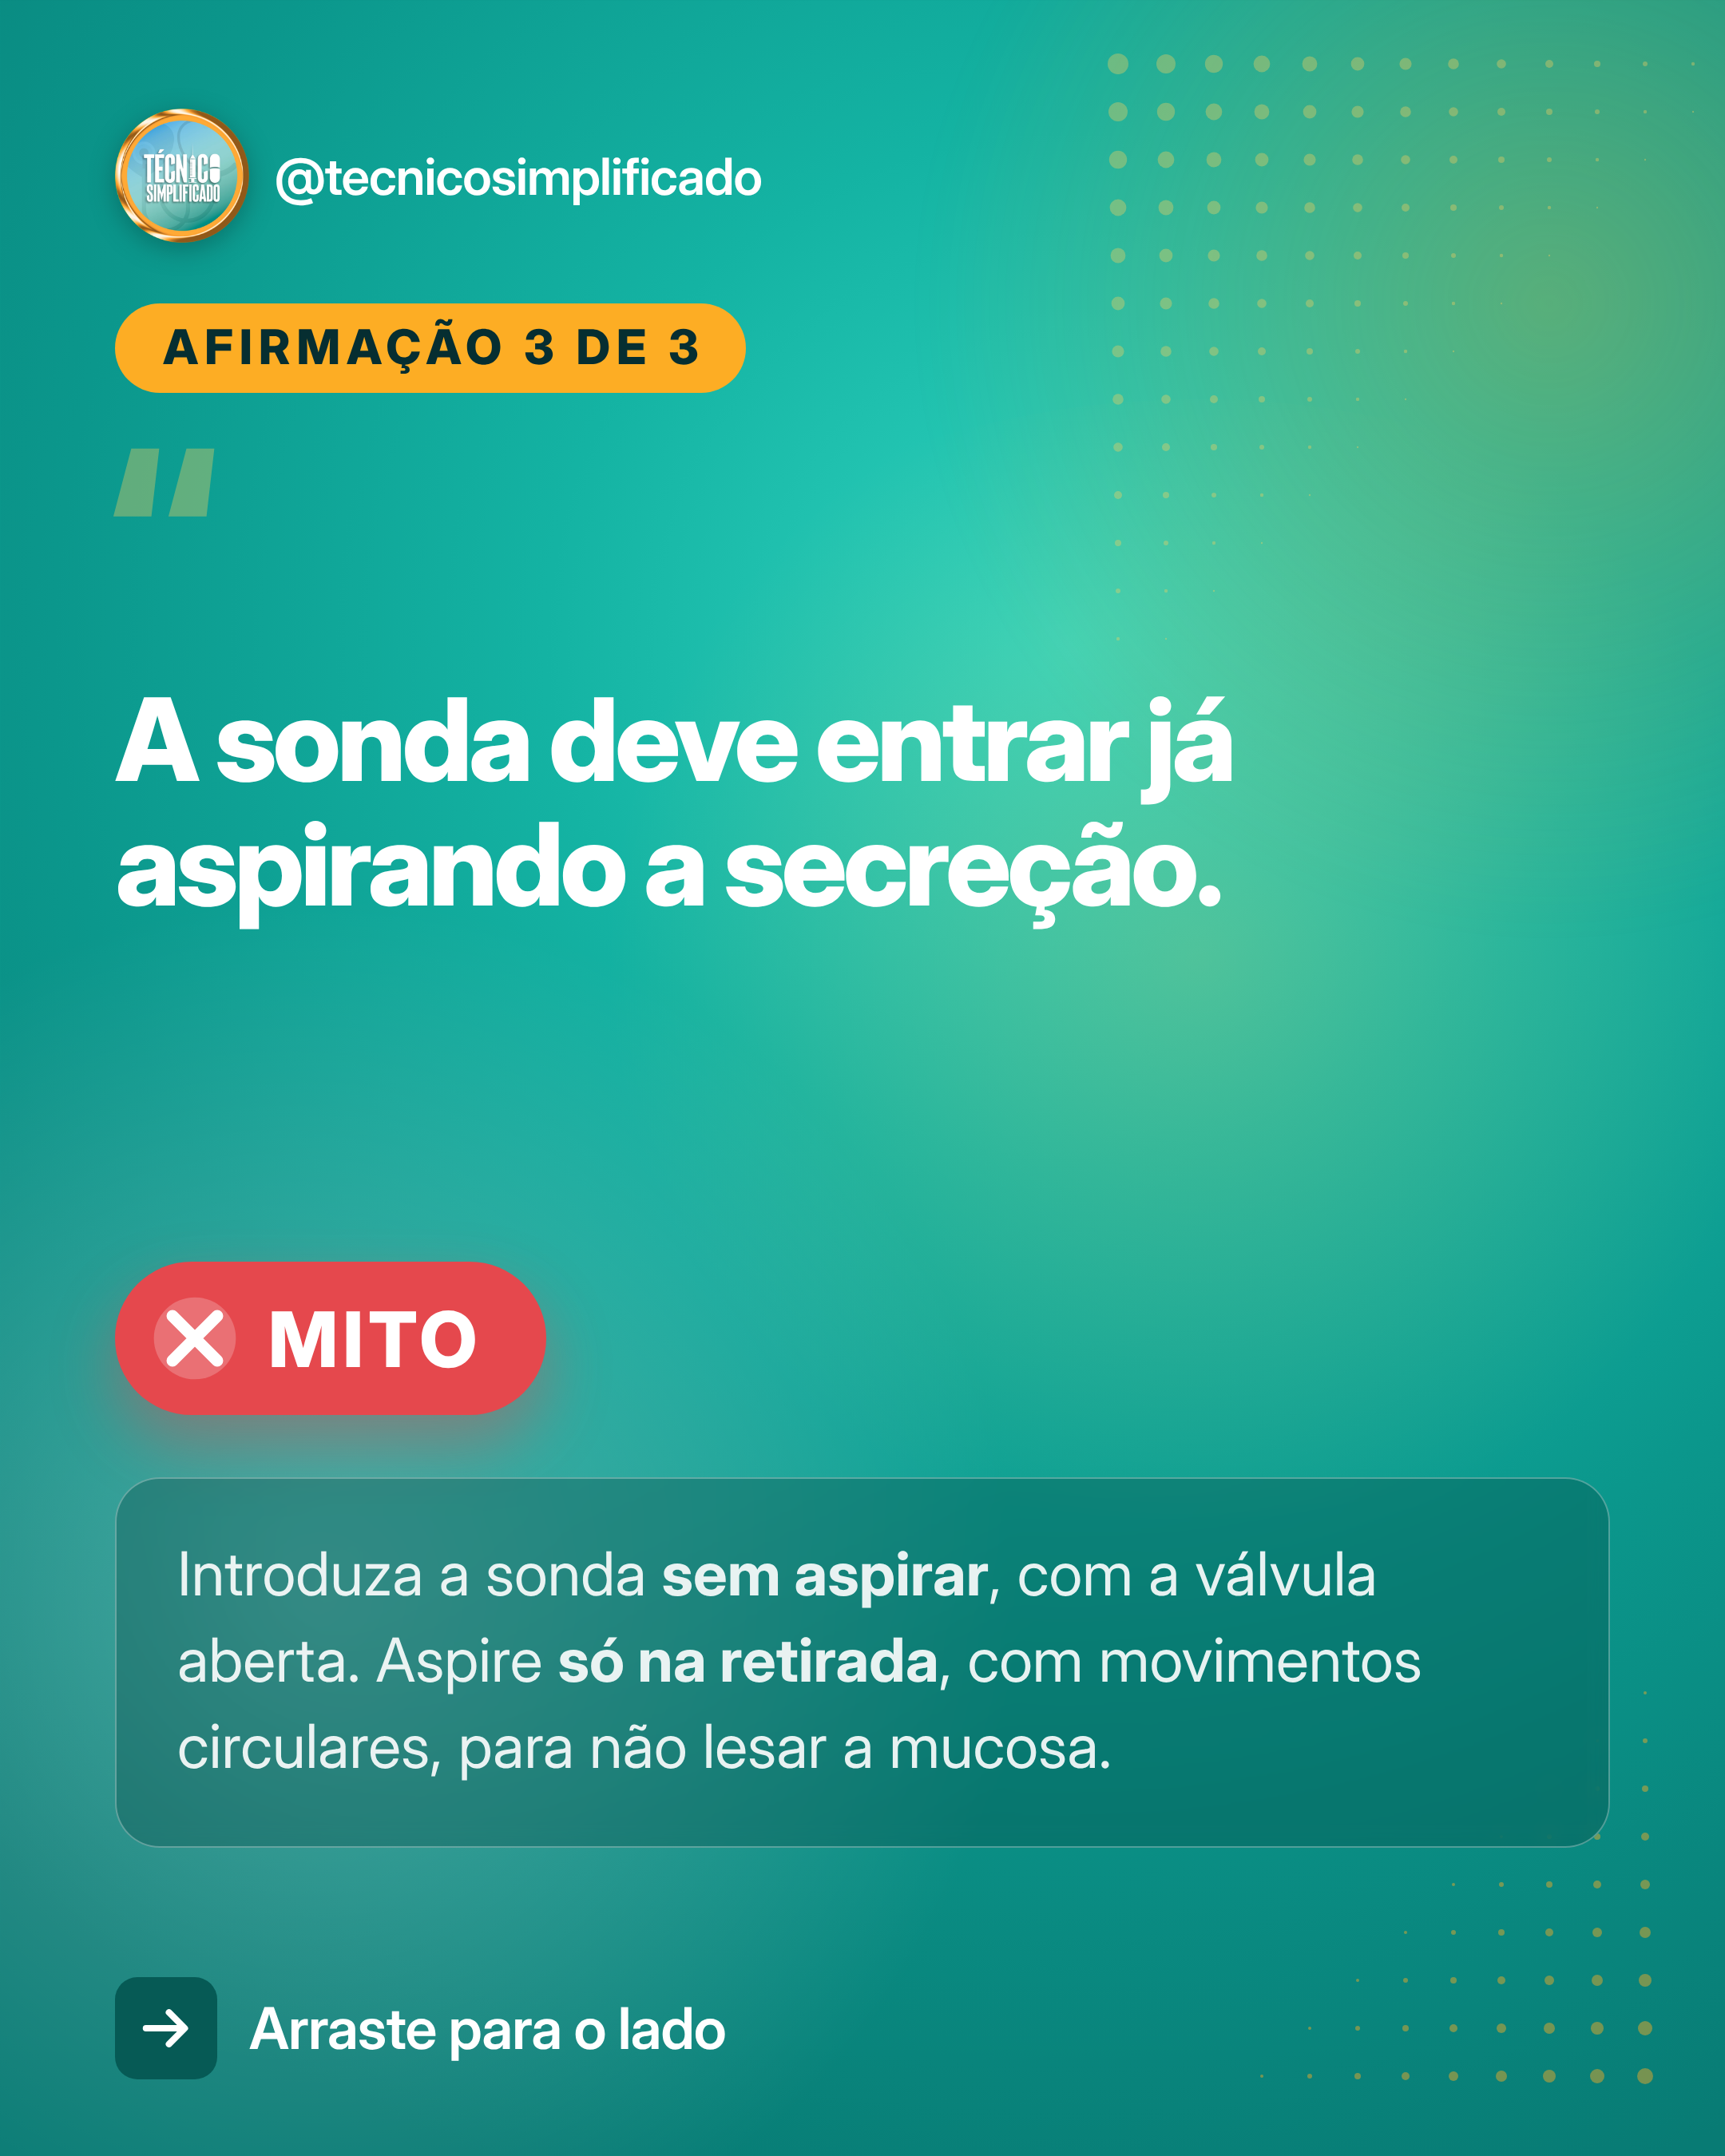 TÉCNICO
SIMPLIFICADO
@tecnicosimplificado
AFIRMAÇÃO 3 DE 3
"
A sonda deve entrar já
aspirando a secreção.
MITO
Introduza a sonda sem aspirar, com a válvula
aberta. Aspire só na retirada, com movimentos
circulares, para não lesar a mucosa.
Arraste para o lado